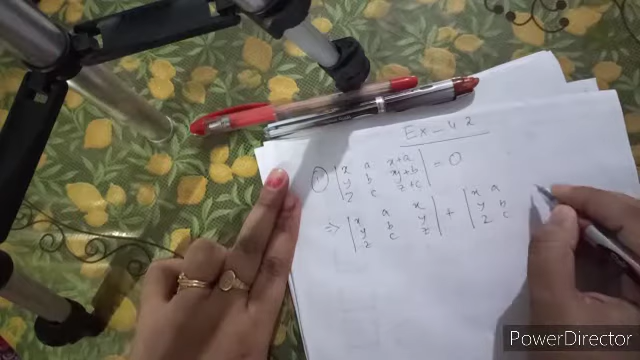 Ex-4.2
① | x a x+a | = 0
| y b y+b |
| z c z+c |
⇒ | x a x | + | x a
| y b y | | y b
| z c z | | z c
PowerDirector